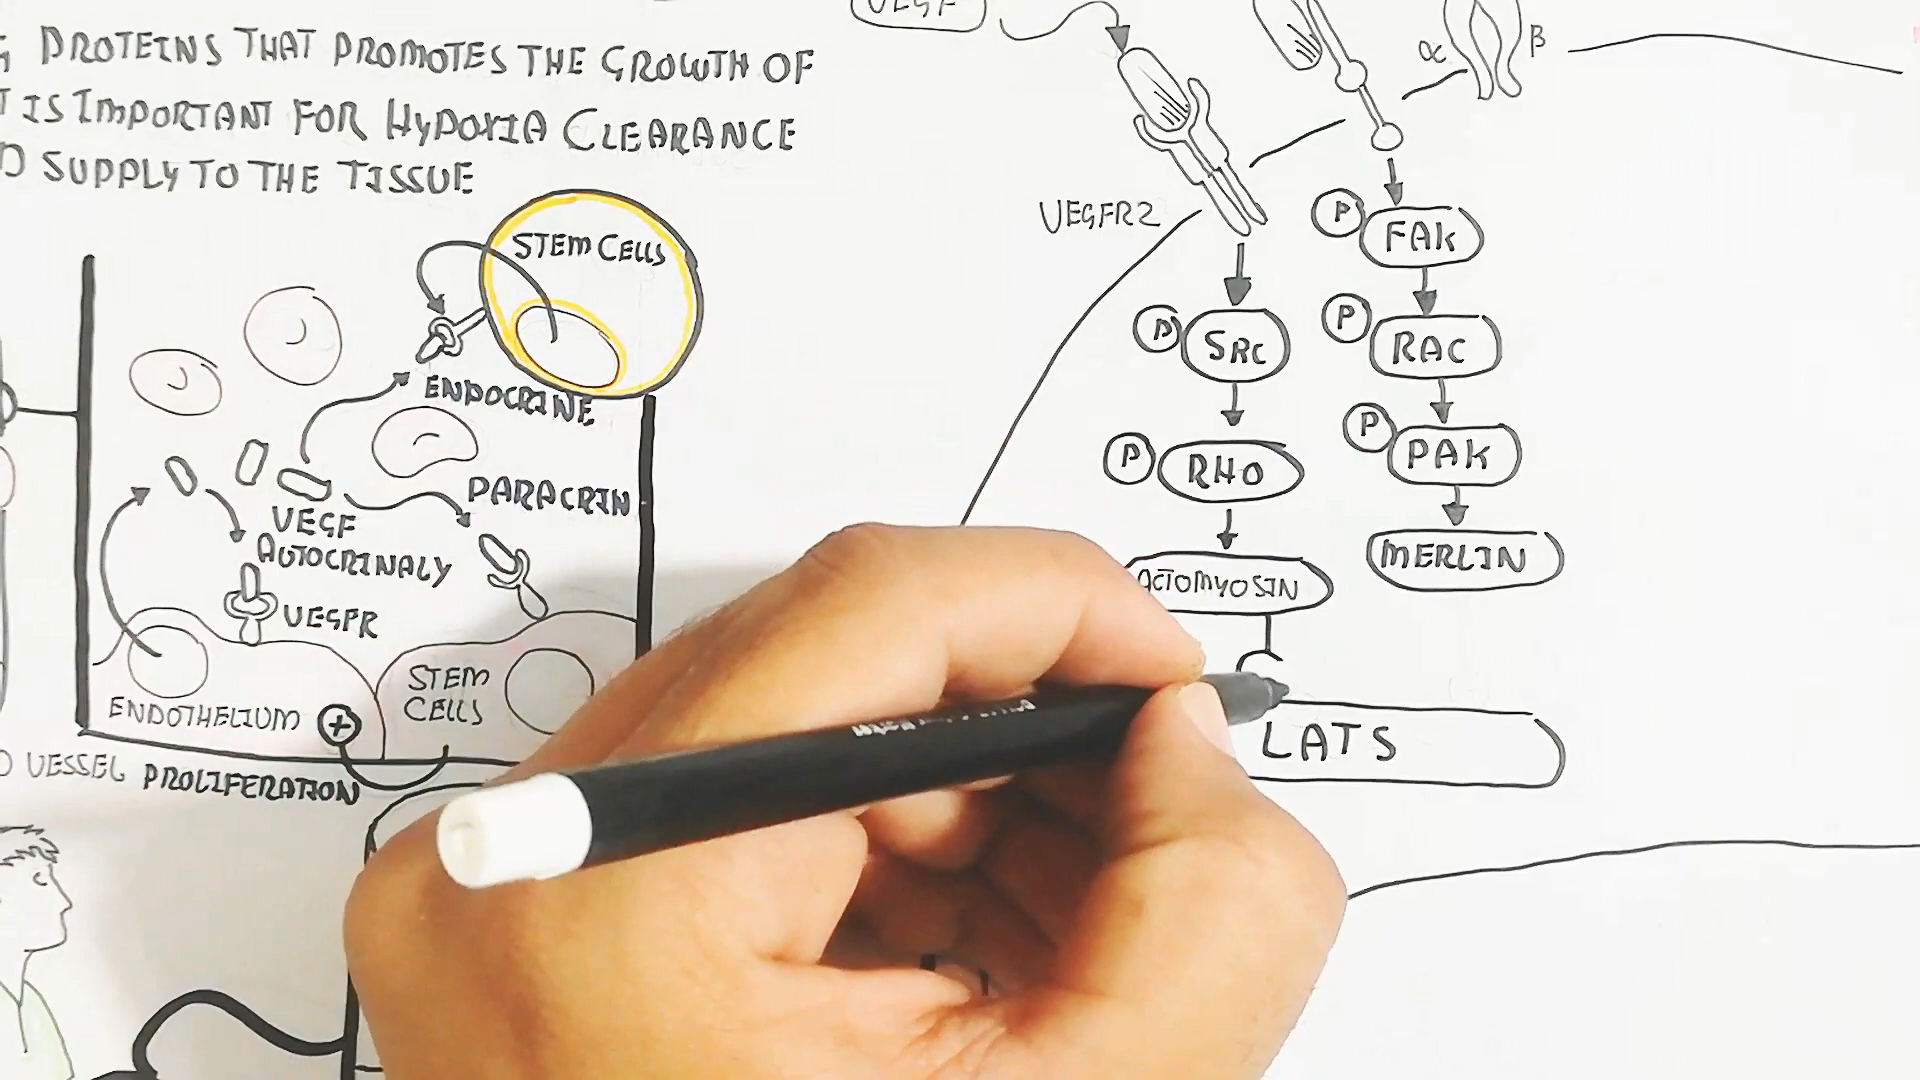 PROTEINS THAT PROMOTES THE GROWTH OF
IS IMPORTANT FOR HYPOXIA CLEARANCE
SUPPLY TO THE TISSUE
STEM CELLS
ENDOCRINE
PARACRIN
VEGF
AUTOCRINALY
VEGFR
STEM
CELLS
ENDOTHELIUM +
VESSEL PROLIFERATION
VEGF
α β
VEGFR2
P FAK
P SRC
P RAC
P RHO
P PAK
ACTOMYOSIN
MERLIN
LATS